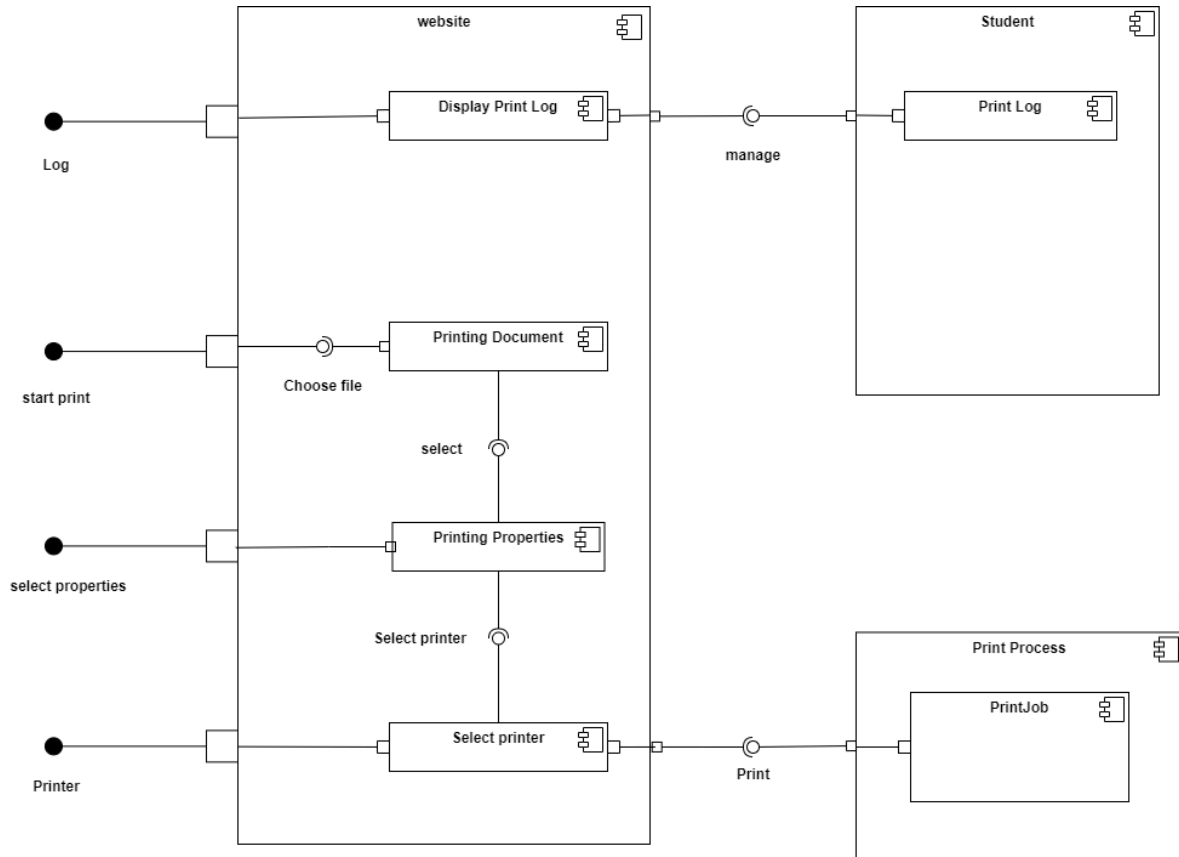 website
Student
Display Print Log
Print Log
manage
Log
Printing Document
Choose file
start print
select
Printing Properties
select properties
Select printer
Print Process
PrintJob
Select printer
Print
Printer